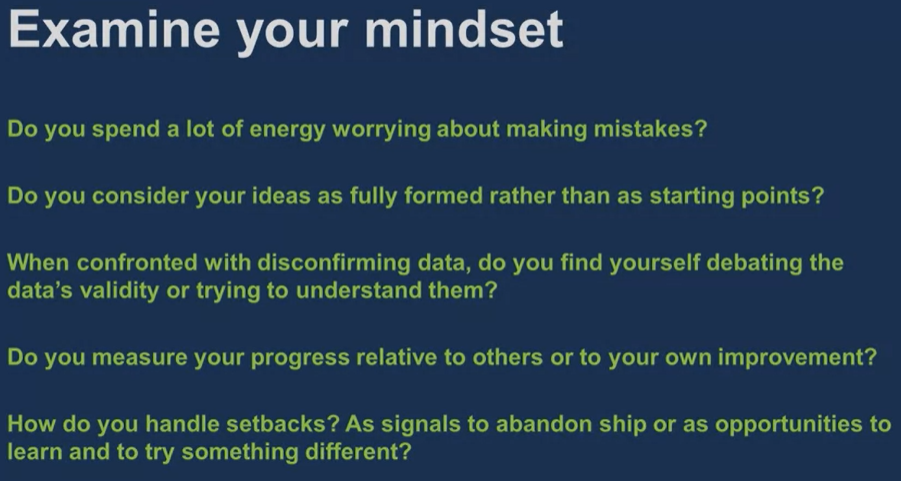 Examine your mindset
Do you spend a lot of energy worrying about making mistakes?
Do you consider your ideas as fully formed rather than as starting points?
When confronted with disconfirming data, do you find yourself debating the
data’s validity or trying to understand them?
Do you measure your progress relative to others or to your own improvement?
How do you handle setbacks? As signals to abandon ship or as opportunities to
learn and to try something different?